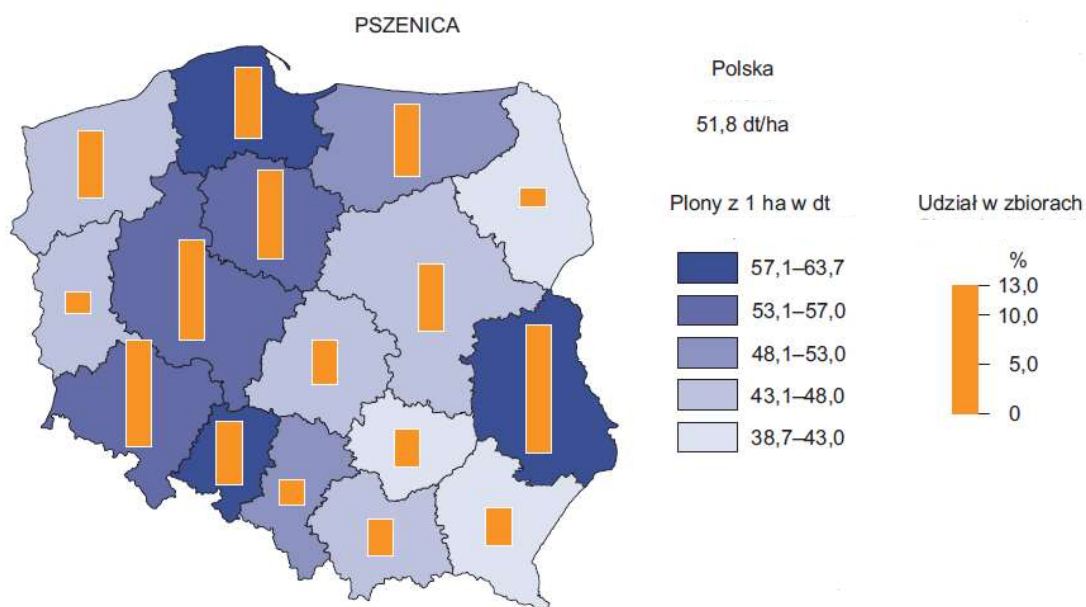 PSZENICA
Polska
51,8 dt/ha
Plony z 1 ha w dt
57,1–63,7
53,1–57,0
48,1–53,0
43,1–48,0
38,7–43,0
Udział w zbiorach
%
13,0
10,0
5,0
0